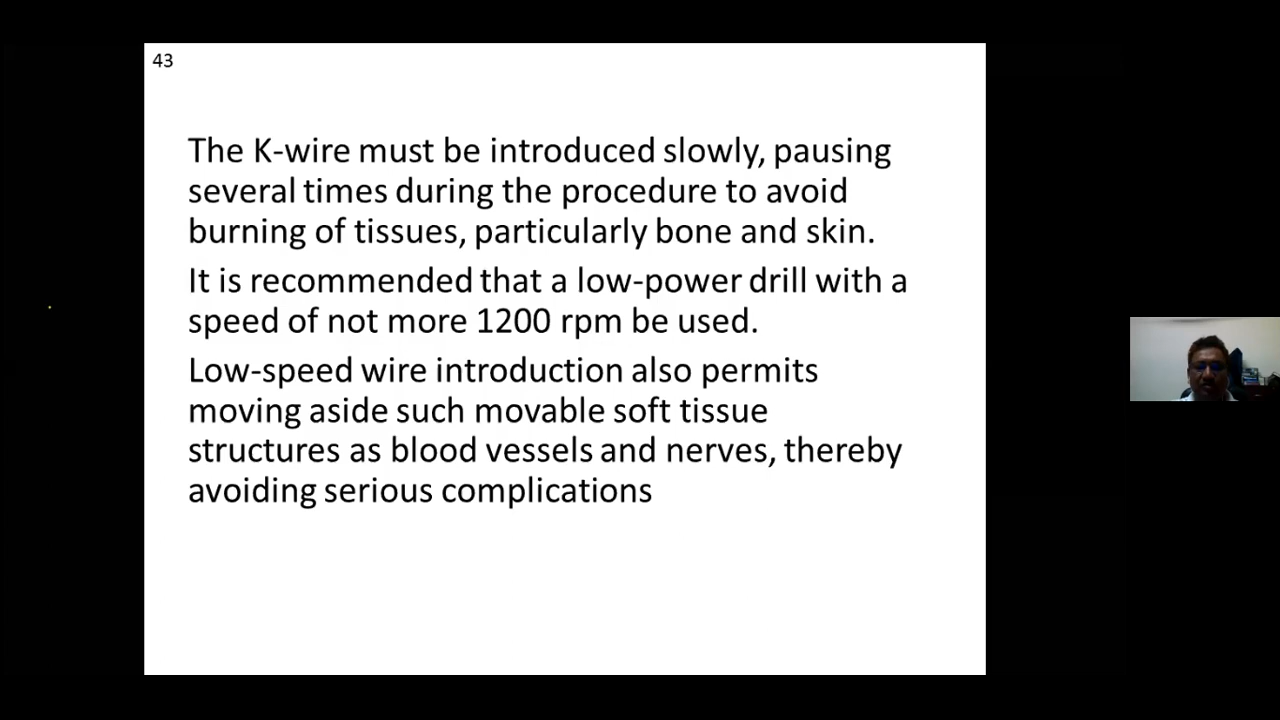 43
The K-wire must be introduced slowly, pausing
several times during the procedure to avoid
burning of tissues, particularly bone and skin.
It is recommended that a low-power drill with a
speed of not more 1200 rpm be used.
Low-speed wire introduction also permits
moving aside such movable soft tissue
structures as blood vessels and nerves, thereby
avoiding serious complications